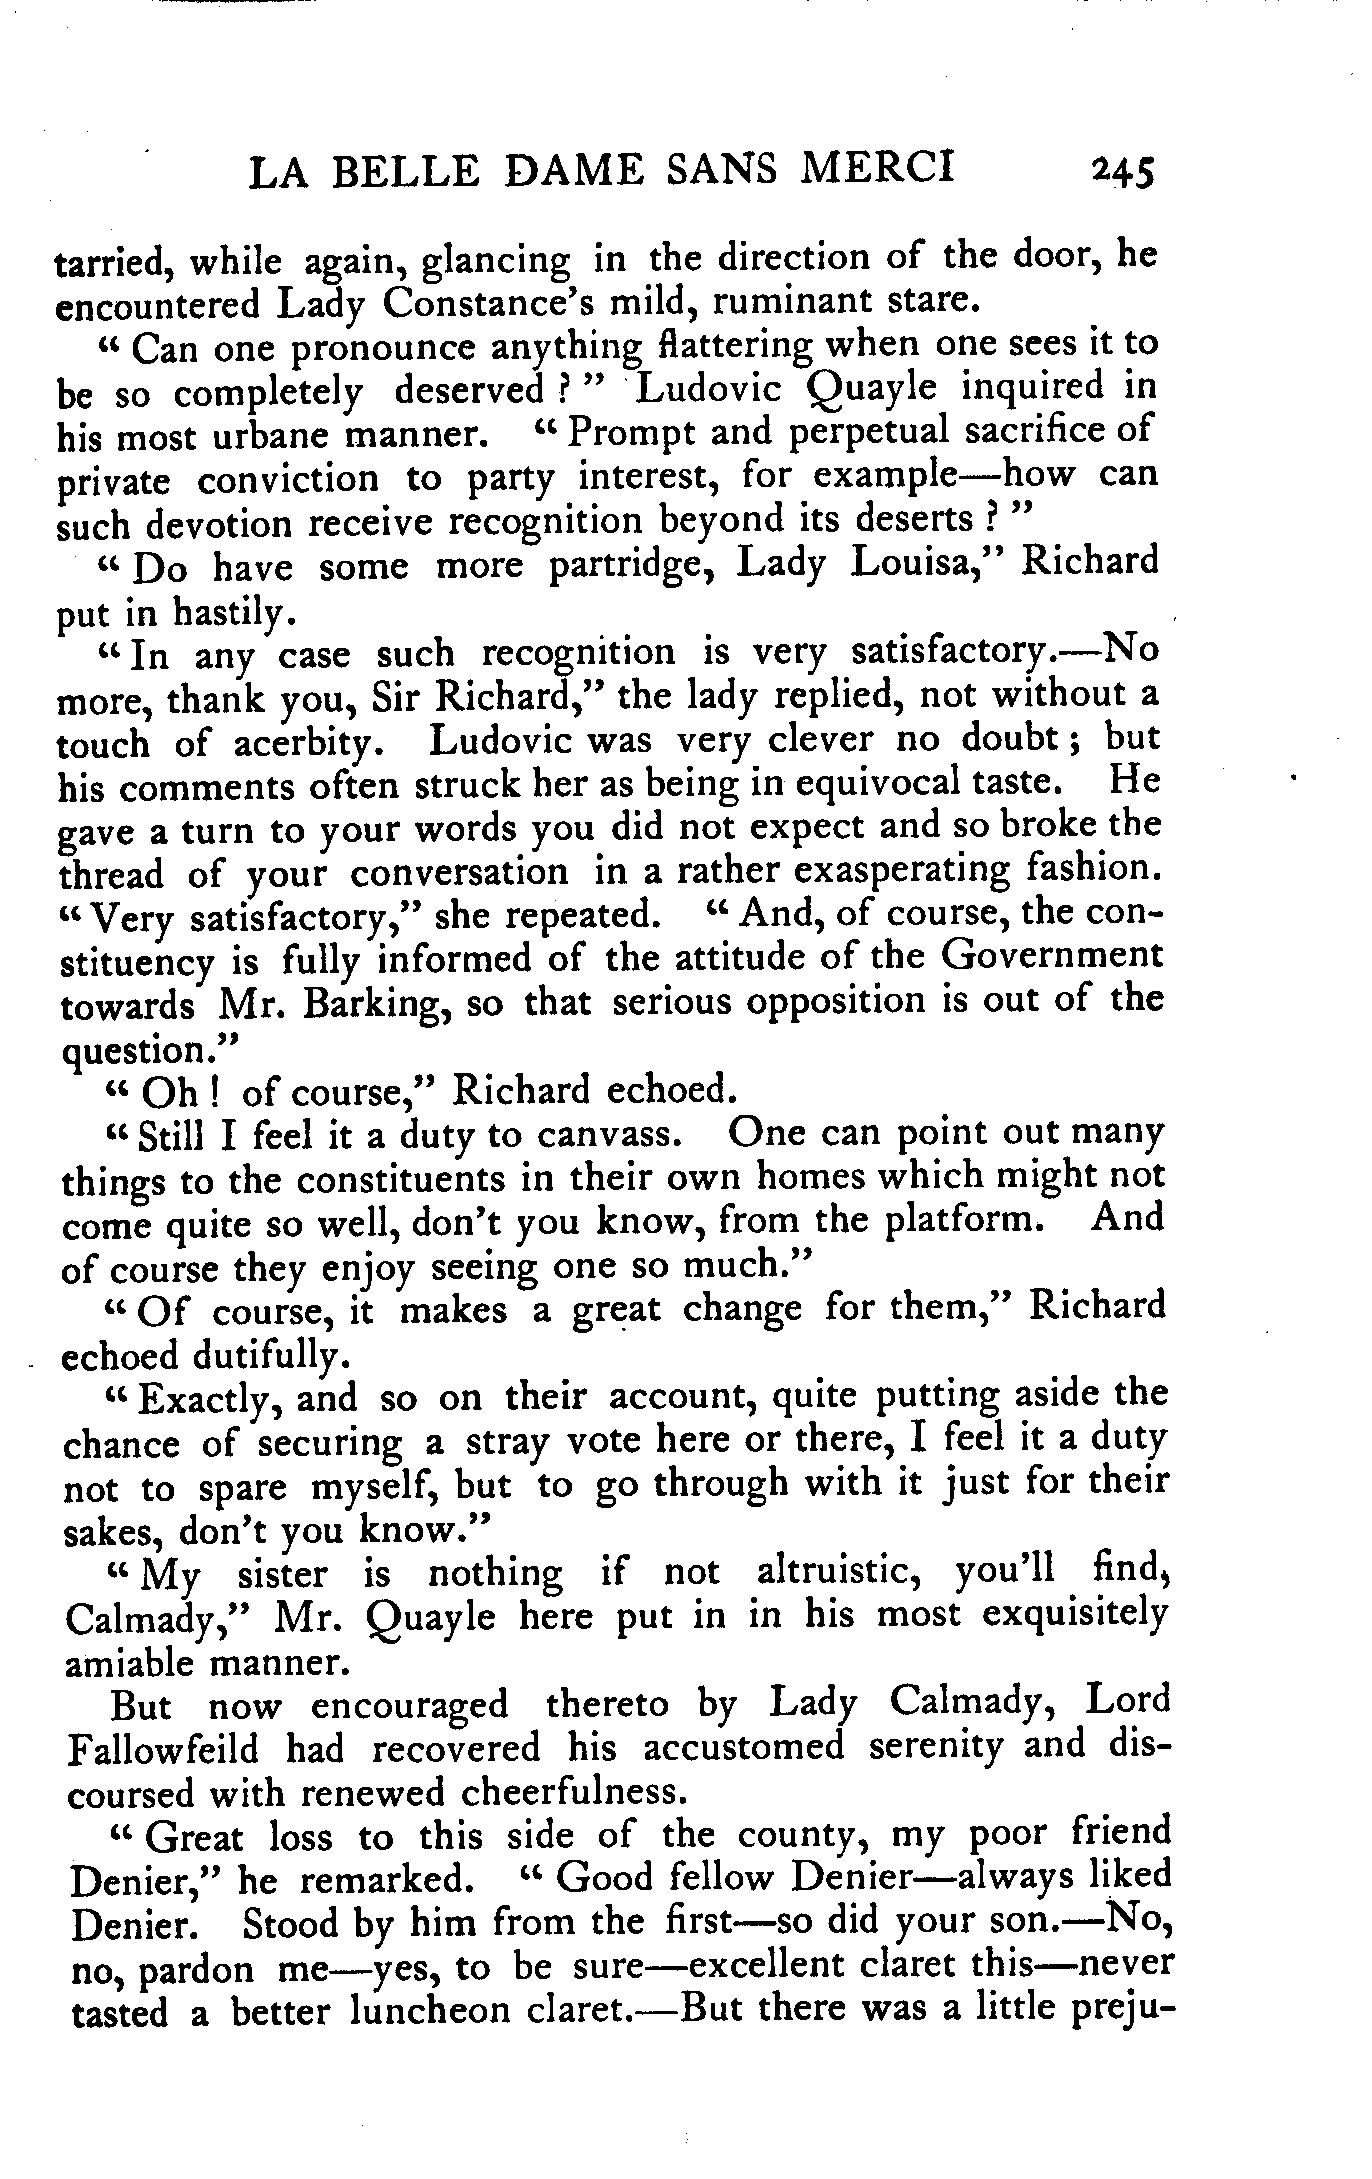 LA BELLE DAME SANS MERCI 245
tarried, while again, glancing in the direction of the door, he
encountered Lady Constance's mild, ruminant stare.
“ Can one pronounce anything flattering when one sees it to
be so completely deserved ? ” Ludovic Quayle inquired in
his most urbane manner. “ Prompt and perpetual sacrifice of
private conviction to party interest, for example—how can
such devotion receive recognition beyond its deserts ? ”
“ Do have some more partridge, Lady Louisa,” Richard
put in hastily.
“ In any case such recognition is very satisfactory.—No
more, thank you, Sir Richard,” the lady replied, not without a
touch of acerbity. Ludovic was very clever no doubt ; but
his comments often struck her as being in equivocal taste. He
gave a turn to your words you did not expect and so broke the
thread of your conversation in a rather exasperating fashion.
“ Very satisfactory,” she repeated. “ And, of course, the con-
stituency is fully informed of the attitude of the Government
towards Mr. Barking, so that serious opposition is out of the
question.”
“ Oh ! of course,” Richard echoed.
“ Still I feel it a duty to canvass. One can point out many
things to the constituents in their own homes which might not
come quite so well, don't you know, from the platform. And
of course they enjoy seeing one so much.”
“ Of course, it makes a great change for them,” Richard
echoed dutifully.
“ Exactly, and so on their account, quite putting aside the
chance of securing a stray vote here or there, I feel it a duty
not to spare myself, but to go through with it just for their
sakes, don't you know.”
“ My sister is nothing if not altruistic, you'll find,
Calmady,” Mr. Quayle here put in in his most exquisitely
amiable manner.
But now encouraged thereto by Lady Calmady, Lord
Fallowfeild had recovered his accustomed serenity and dis-
coursed with renewed cheerfulness.
“ Great loss to this side of the county, my poor friend
Denier,” he remarked. “ Good fellow Denier—always liked
Denier. Stood by him from the first—so did your son.—No,
no, pardon me—yes, to be sure—excellent claret this—never
tasted a better luncheon claret.—But there was a little preju-